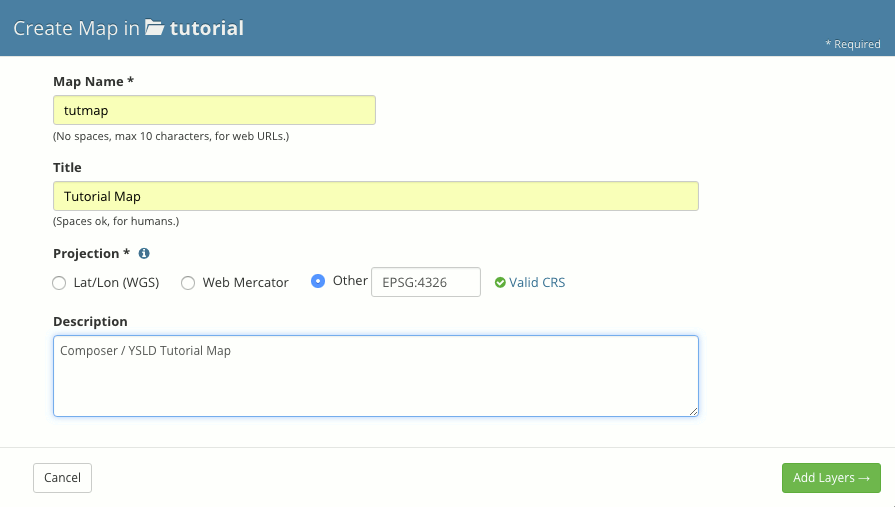 Create Map in tutorial
* Required
Map Name *
tutmap
(No spaces, max 10 characters, for web URLs.)
Title
Tutorial Map
(Spaces ok, for humans.)
Projection *
Lat/Lon (WGS) Web Mercator Other EPSG:4326 Valid CRS
Description
Composer / YSLD Tutorial Map
Cancel Add Layers →